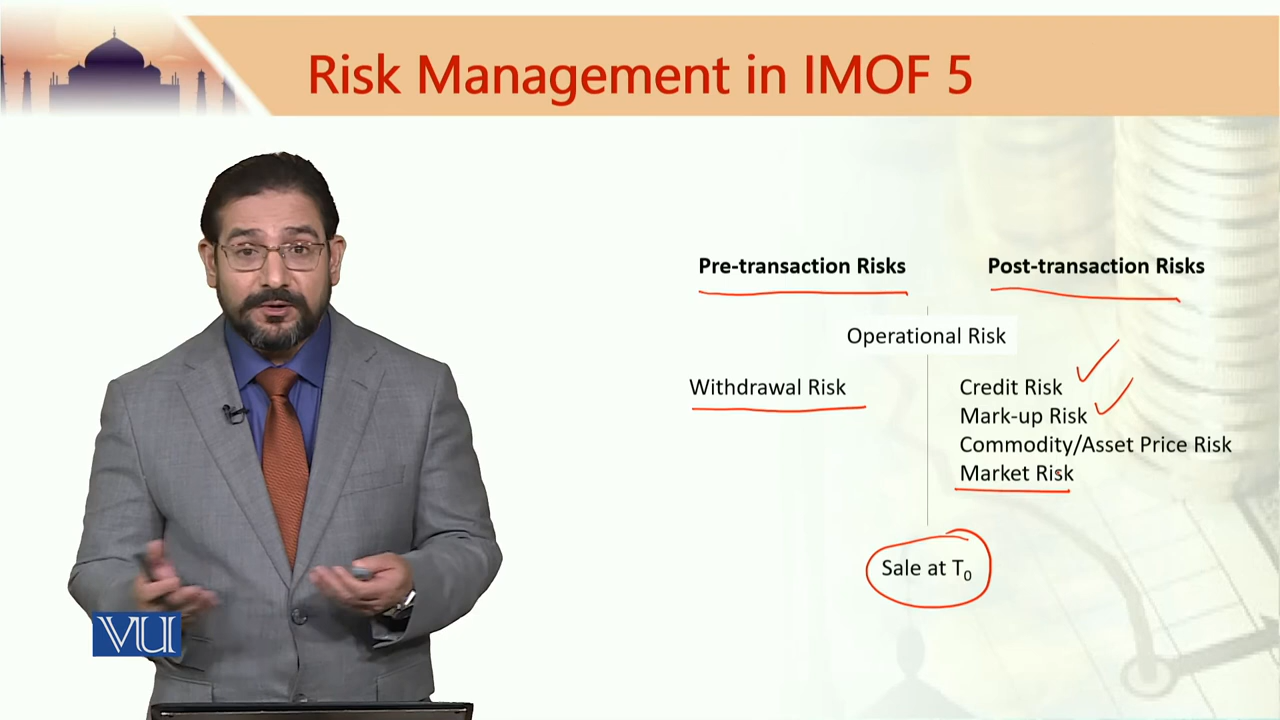 Risk Management in IMOF 5
Pre-transaction Risks
Post-transaction Risks
Operational Risk
Withdrawal Risk
Credit Risk
Mark-up Risk
Commodity/Asset Price Risk
Market Risk
Sale at T₀
VU